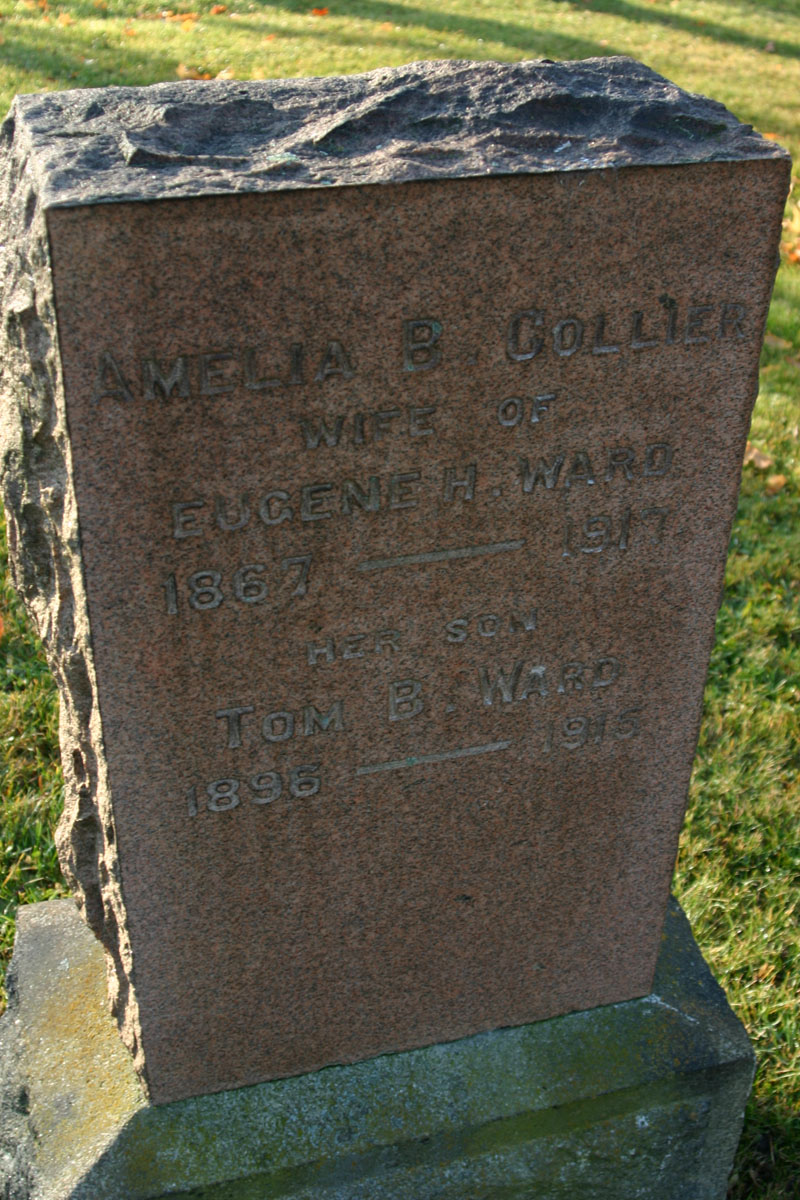 AMELIA B. COLLIER
WIFE OF
EUGENE H. WARD
1867 — 1917
HER SON
TOM B. WARD
1896 — 1915